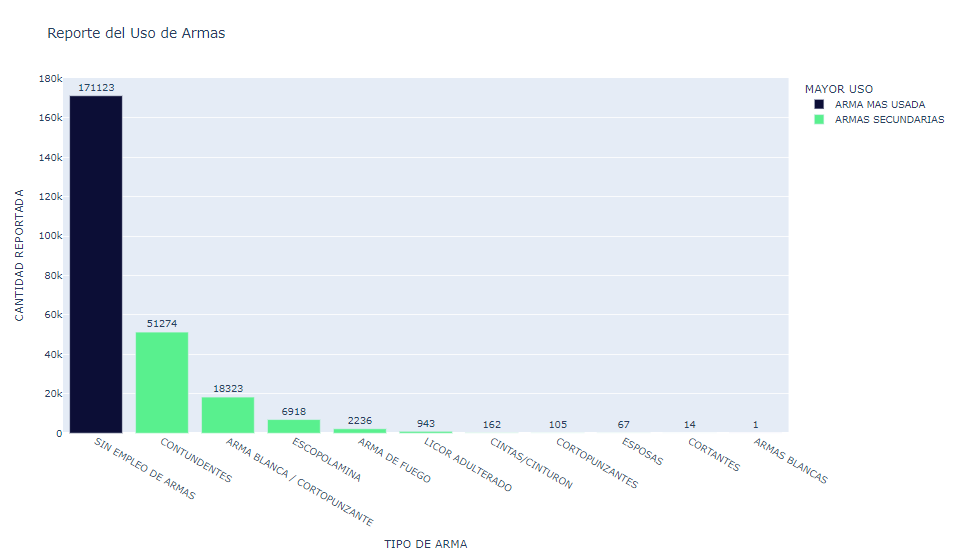 Reporte del Uso de Armas
MAYOR USO
ARMA MAS USADA
ARMAS SECUNDARIAS
CANTIDAD REPORTADA
180k
160k
140k
120k
100k
80k
60k
40k
20k
0
171123
51274
18323
6918
2236
943
162
105
67
14
1
SIN EMPLEO DE ARMAS
CONTUNDENTES
ARMA BLANCA / CORTOPUNZANTE
ESCOPOLAMINA
ARMA DE FUEGO
LICOR ADULTERADO
CINTAS/CINTURON
CORTOPUNZANTES
ESPOSAS
CORTANTES
ARMAS BLANCAS
TIPO DE ARMA